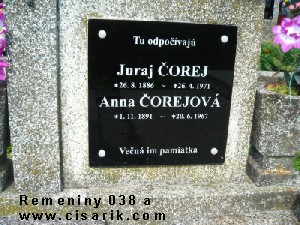 Tu odpočívajú
Juraj ČOREJ
*26. 8. 1886 ~ +26. 4. 1971
Anna ČOREJOVÁ
*1. 11. 1891 ~ +20. 6. 1967
Večná im pamiatka
Remeniny 038 a
www.cisarik.com